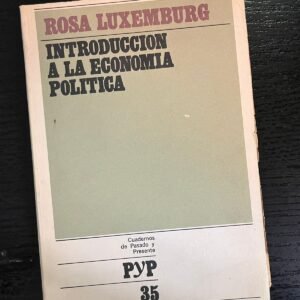 ROSA LUXEMBURG
INTRODUCCION
A LA ECONOMIA
POLITICA
Cuadernos
de Pasado y
Presente
PYP
35